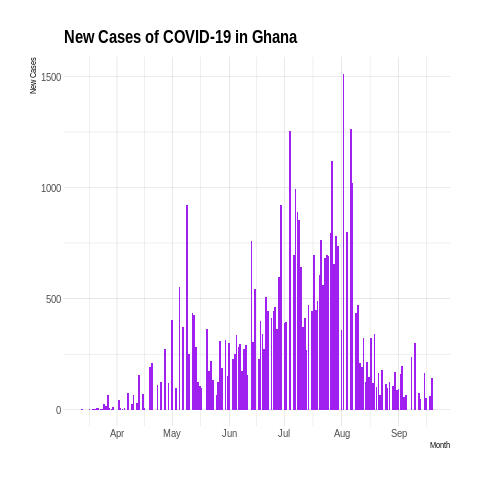 New Cases of COVID-19 in Ghana
New Cases
1500
1000
500
0
Apr May Jun Jul Aug Sep
Month